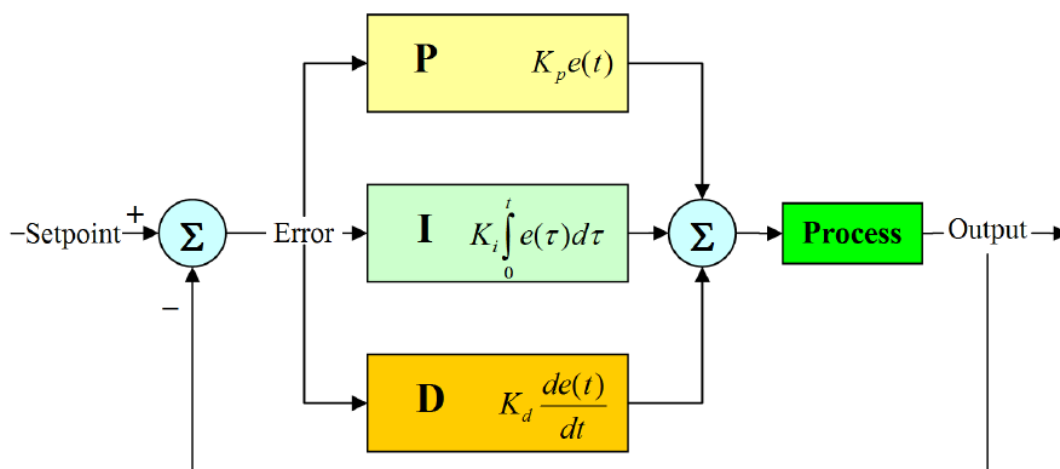 P K_p e(t)
–Setpoint + Σ Error I K_i ∫_0^t e(τ)dτ Σ Process Output
–
D K_d de(t)/dt